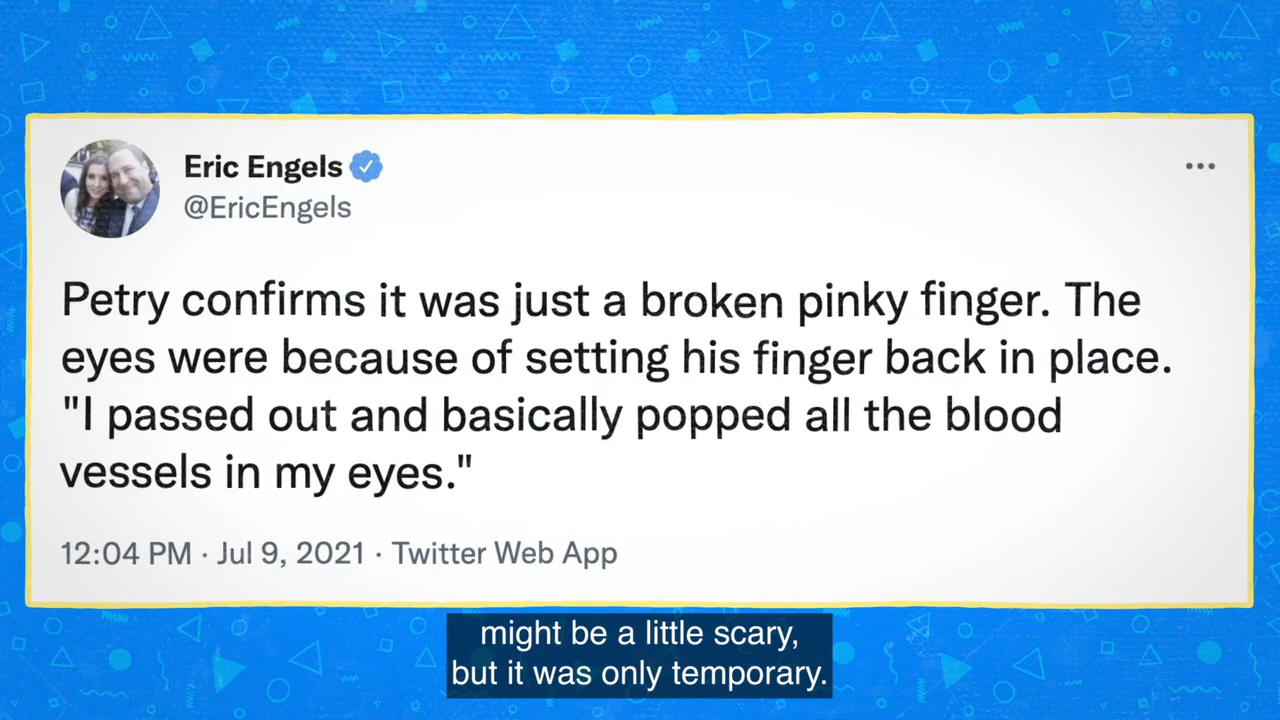 Eric Engels
@EricEngels
Petry confirms it was just a broken pinky finger. The
eyes were because of setting his finger back in place.
"I passed out and basically popped all the blood
vessels in my eyes."
12:04 PM · Jul 9, 2021 · Twitter Web App
might be a little scary,
but it was only temporary.